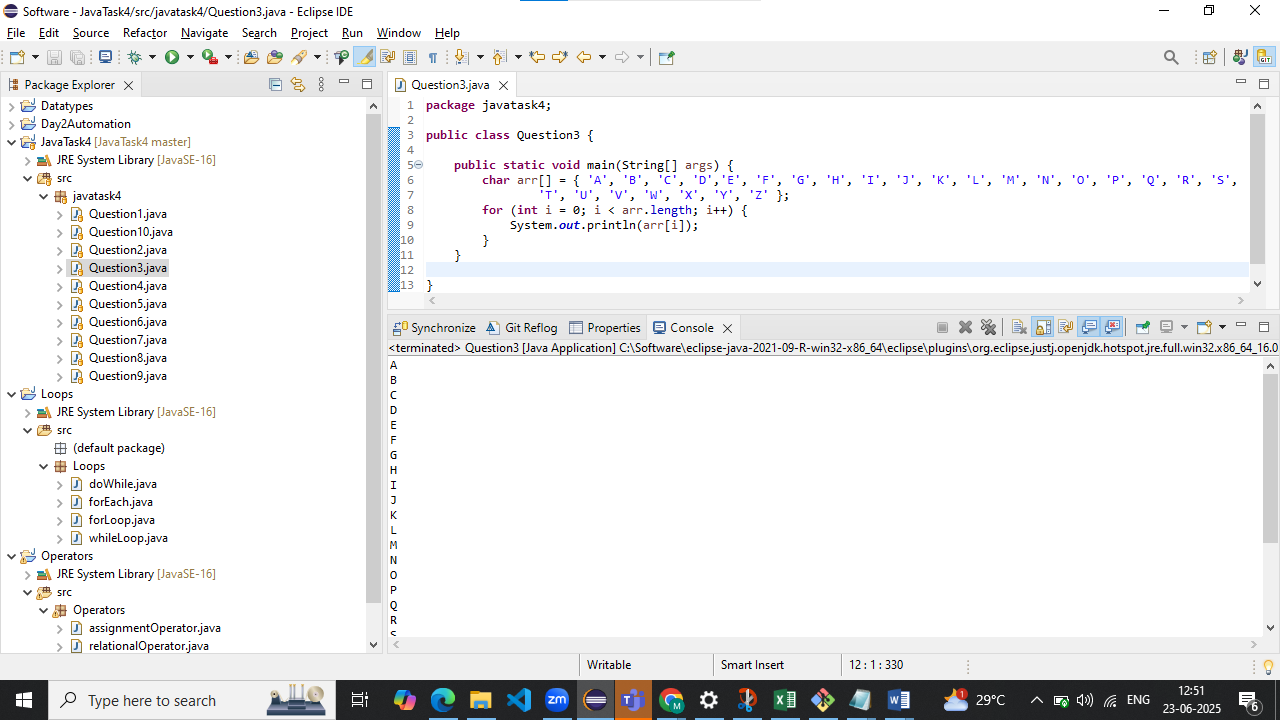 Software - JavaTask4/src/javatask4/Question3.java - Eclipse IDE
File Edit Source Refactor Navigate Search Project Run Window Help
Package Explorer
Datatypes
Day2Automation
JavaTask4 [JavaTask4 master]
JRE System Library [JavaSE-16]
src
javatask4
Question1.java
Question10.java
Question2.java
Question3.java
Question4.java
Question5.java
Question6.java
Question7.java
Question8.java
Question9.java
Loops
JRE System Library [JavaSE-16]
src
(default package)
Loops
doWhile.java
forEach.java
forLoop.java
whileLoop.java
Operators
JRE System Library [JavaSE-16]
src
Operators
assignmentOperator.java
relationalOperator.java
Question3.java
1 package javatask4;
2
3 public class Question3 {
4
5 public static void main(String[] args) {
6 char arr[] = { 'A', 'B', 'C', 'D','E', 'F', 'G', 'H', 'I', 'J', 'K', 'L', 'M', 'N', 'O', 'P', 'Q', 'R', 'S',
7 'T', 'U', 'V', 'W', 'X', 'Y', 'Z' };
8 for (int i = 0; i < arr.length; i++) {
9 System.out.println(arr[i]);
10 }
11 }
12
13 }
Synchronize Git Reflog Properties Console
<terminated> Question3 [Java Application] C:\Software\eclipse-java-2021-09-R-win32-x86_64\eclipse\plugins\org.eclipse.justj.openjdk.hotspot.jre.full.win32.x86_64_16.0
A
B
C
D
E
F
G
H
I
J
K
L
M
N
O
P
Q
R
S
Writable Smart Insert 12 : 1 : 330
Type here to search
1 29°C ENG 12:51
23-06-2025 6